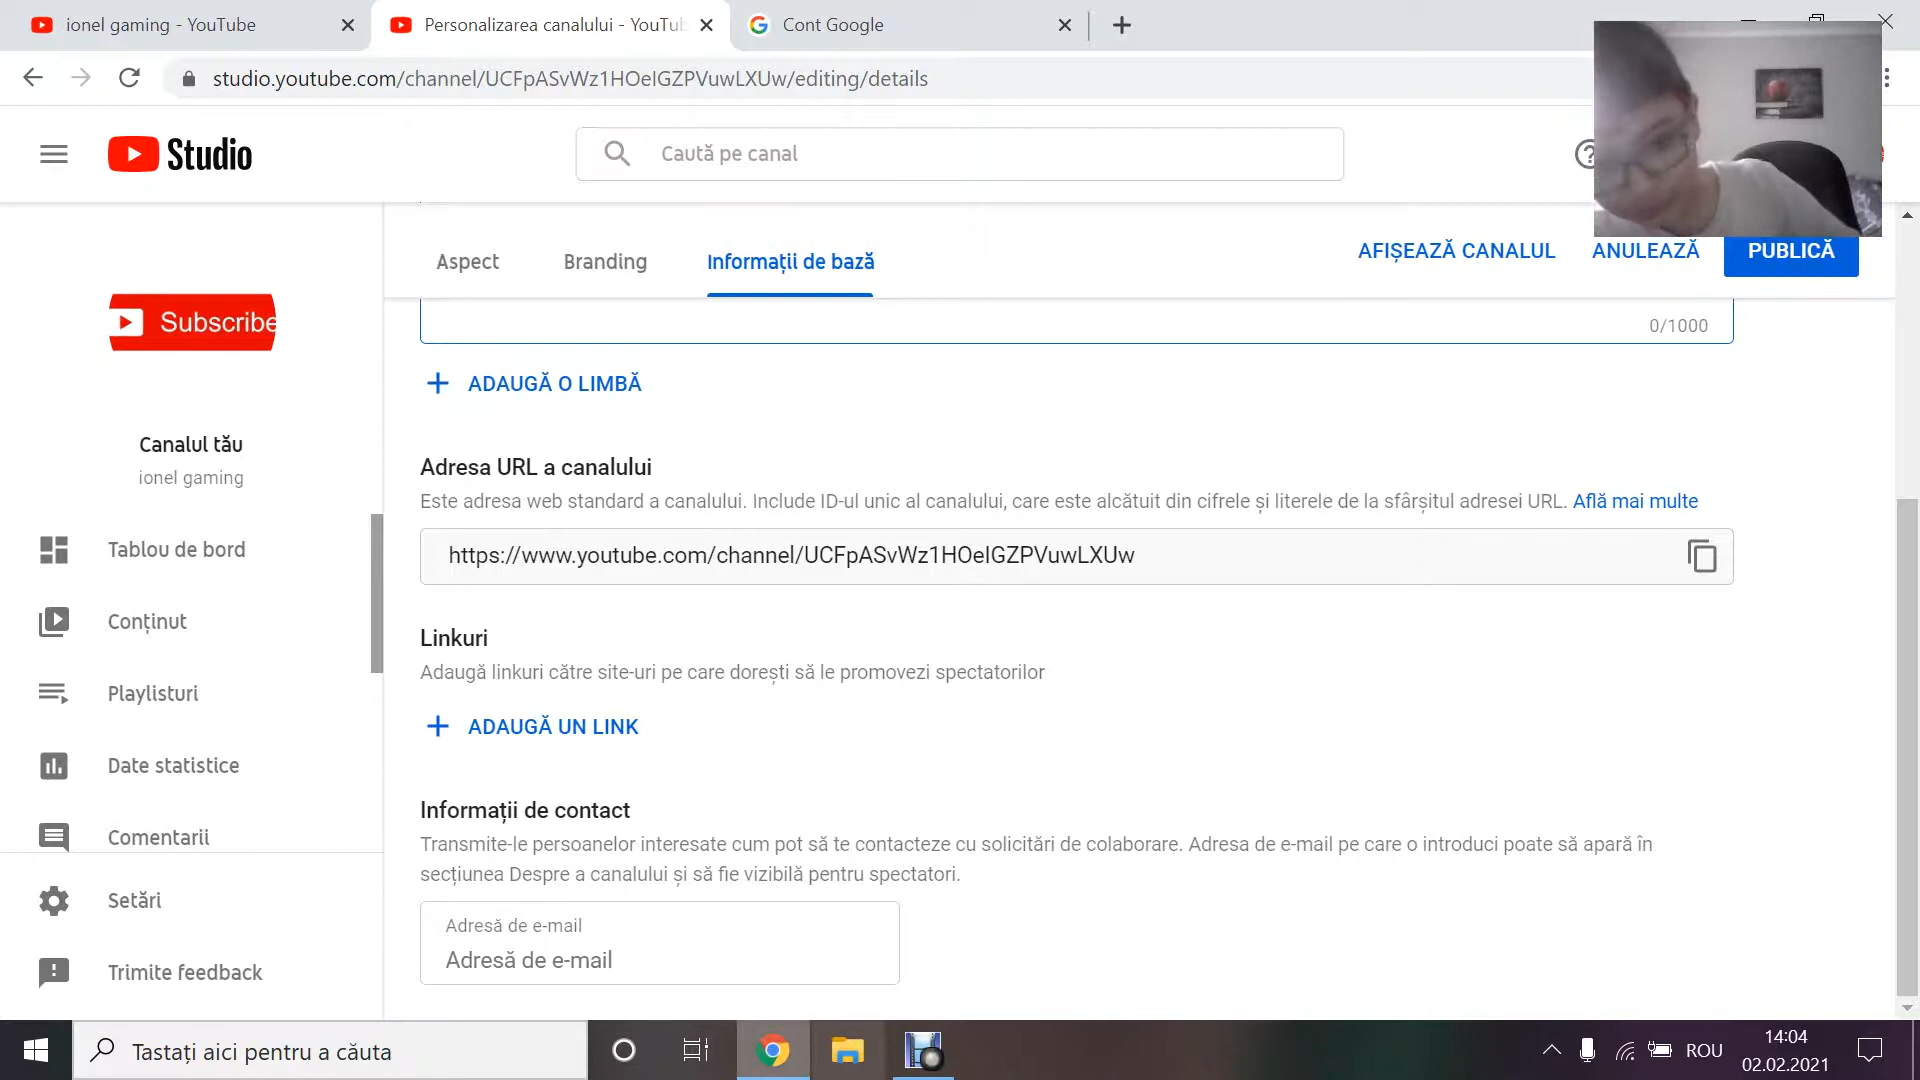 ionel gaming - YouTube
Personalizarea canalului - YouTub
Cont Google
studio.youtube.com/channel/UCFpASvWz1HOeIGZPVuwLXUw/editing/details
Studio
Caută pe canal
Aspect
Branding
Informații de bază
AFIȘEAZĂ CANALUL
ANULEAZĂ
PUBLICĂ
Subscribe
Canalul tău
ionel gaming
Tablou de bord
Conținut
Playlisturi
Date statistice
Comentarii
Setări
Trimite feedback
0/1000
ADAUGĂ O LIMBĂ
Adresa URL a canalului
Este adresa web standard a canalului. Include ID-ul unic al canalului, care este alcătuit din cifrele și literele de la sfârșitul adresei URL. Află mai multe
https://www.youtube.com/channel/UCFpASvWz1HOeIGZPVuwLXUw
Linkuri
Adaugă linkuri către site-uri pe care dorești să le promovezi spectatorilor
ADAUGĂ UN LINK
Informații de contact
Transmite-le persoanelor interesate cum pot să te contacteze cu solicitări de colaborare. Adresa de e-mail pe care o introduci poate să apară în
secțiunea Despre a canalului și să fie vizibilă pentru spectatori.
Adresă de e-mail
Adresă de e-mail
Tastați aici pentru a căuta
ROU
14:04
02.02.2021